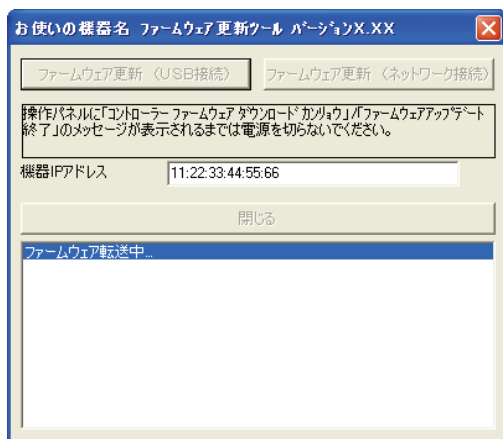 お使いの機器名 ファームウェア更新ツール バージョンX.XX
ファームウェア更新（USB接続）
ファームウェア更新（ネットワーク接続）
操作パネルに「コントローラー ファームウェア ダウンロード カンリョウ」/「ファームウェアアップデート
終了」のメッセージが表示されるまでは電源を切らないでください。
機器IPアドレス
11:22:33:44:55:66
閉じる
ファームウェア転送中...